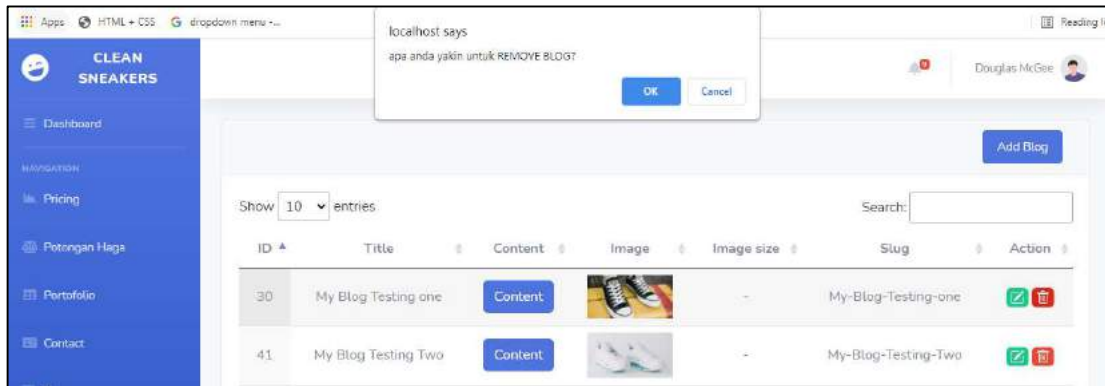 Apps HTML + CSS dropdown menu -...
Reading
localhost says
apa anda yakin untuk REMOVE BLOG?
OK Cancel
CLEAN
SNEAKERS
Douglas McGee
Dashboard
Add Blog
NAVIGATION
Pricing
Show 10 entries
Search:
Potongan Haga
ID Title Content Image Image size Slug Action
Portofolio
30 My Blog Testing one Content - My-Blog-Testing-one
Contact
41 My Blog Testing Two Content - My-Blog-Testing-Two